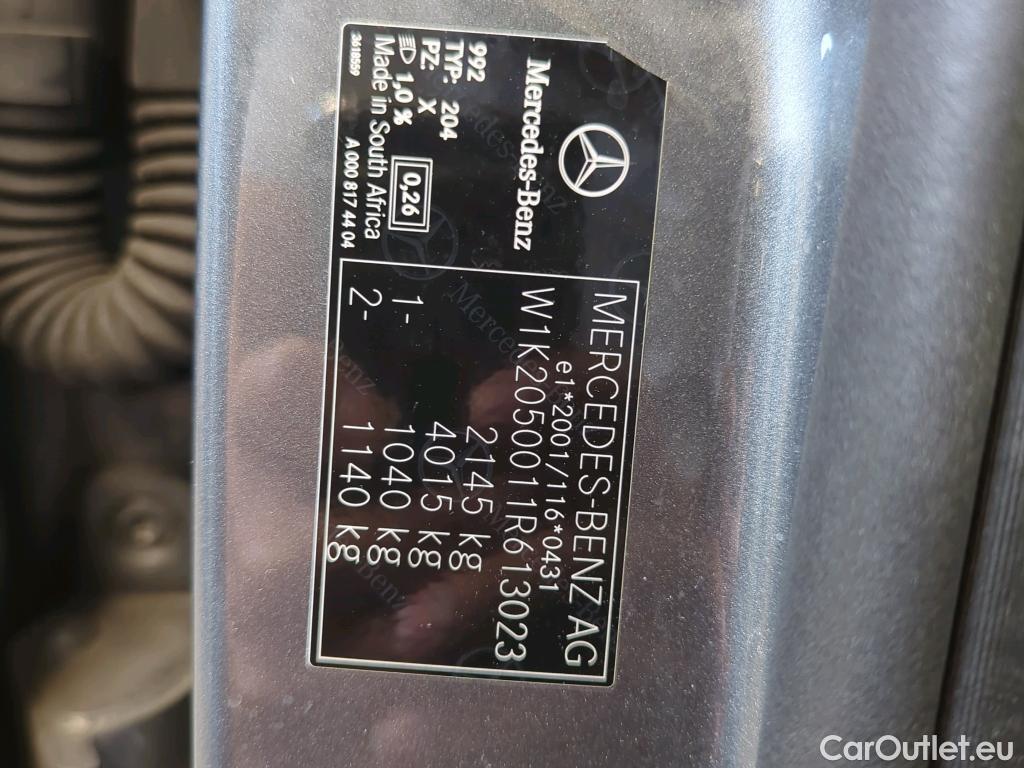 Mercedes-Benz
992
TYP: 204
PZ: X
1,0%
0,26
Made in South Africa
2418559
A 000 817 44 04
MERCEDES-BENZ AG
e1*2001/116*0431
W1K2050011R613023
2145 kg
4015 kg
1- 1040 kg
2- 1140 kg
CarOutlet.eu